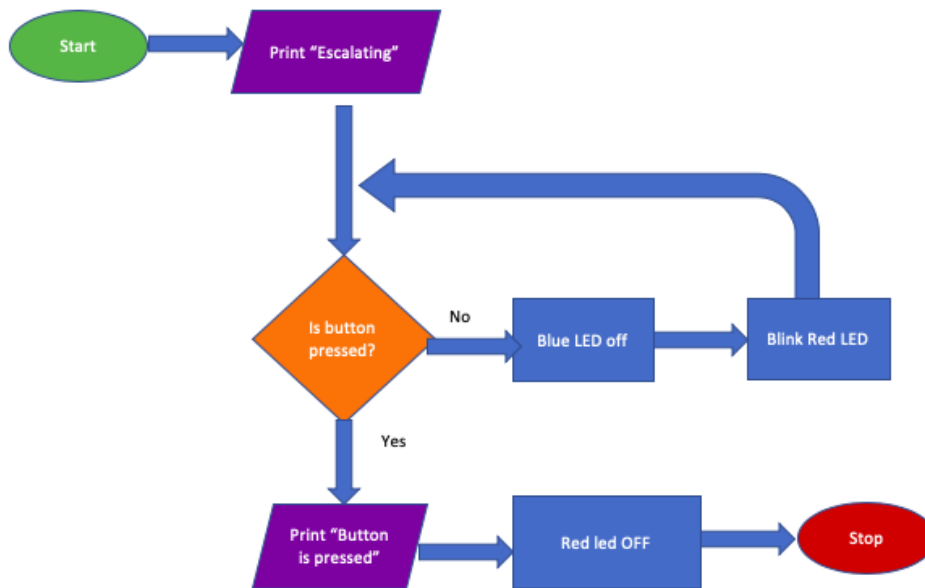 Start
Print “Escalating”
Is button
pressed?
No
Blue LED off
Blink Red LED
Yes
Print “Button
is pressed”
Red led OFF
Stop